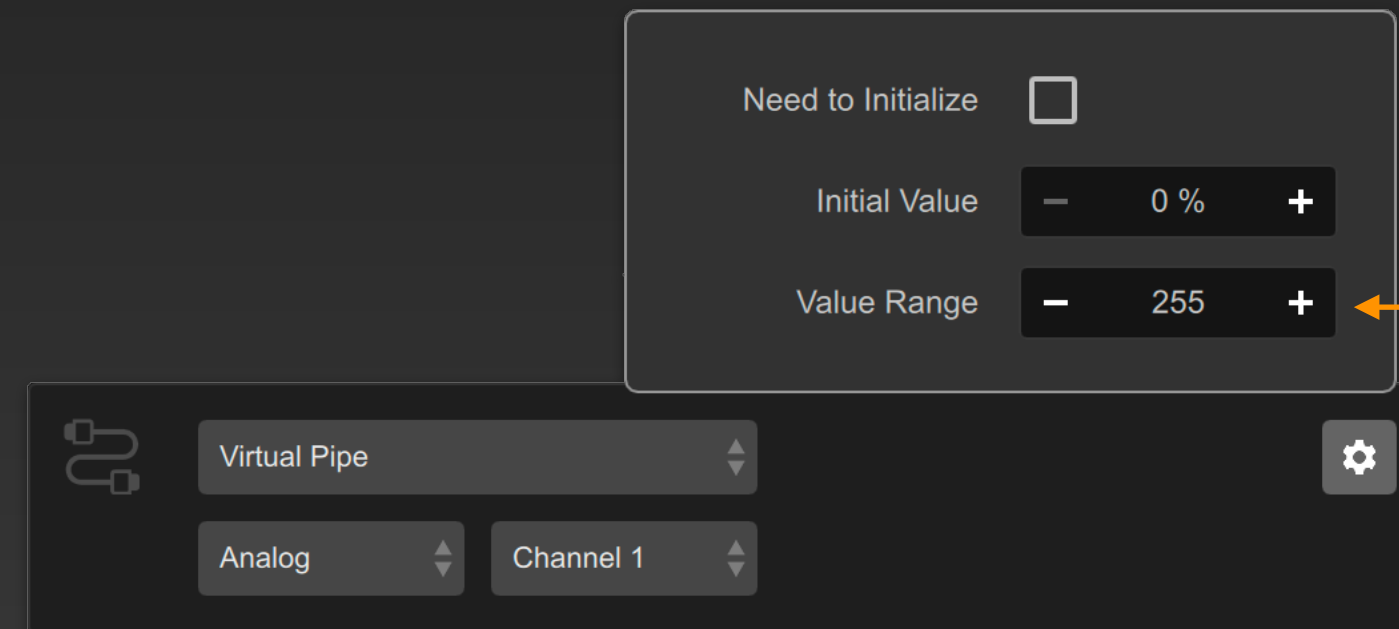 Need to Initialize
Initial Value 0 %
Value Range 255
Virtual Pipe
Analog Channel 1